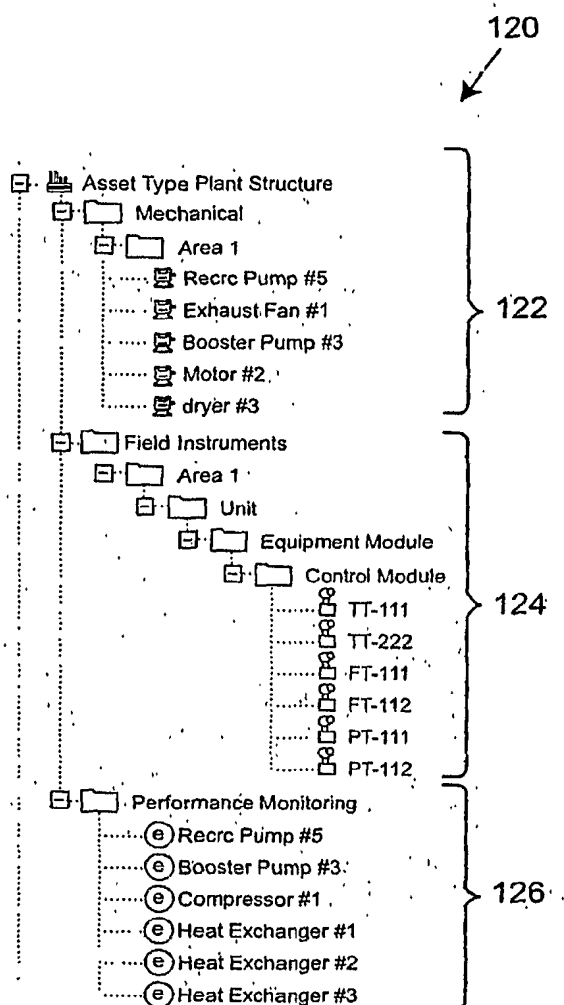 120
Asset Type Plant Structure
Mechanical
Area 1
Recrc Pump #5
Exhaust Fan #1
Booster Pump #3
Motor #2
dryer #3
122
Field Instruments
Area 1
Unit
Equipment Module
Control Module
TT-111
TT-222
FT-111
FT-112
PT-111
PT-112
124
Performance Monitoring
e Recrc Pump #5
e Booster Pump #3
e Compressor #1
e Heat Exchanger #1
e Heat Exchanger #2
e Heat Exchanger #3
126